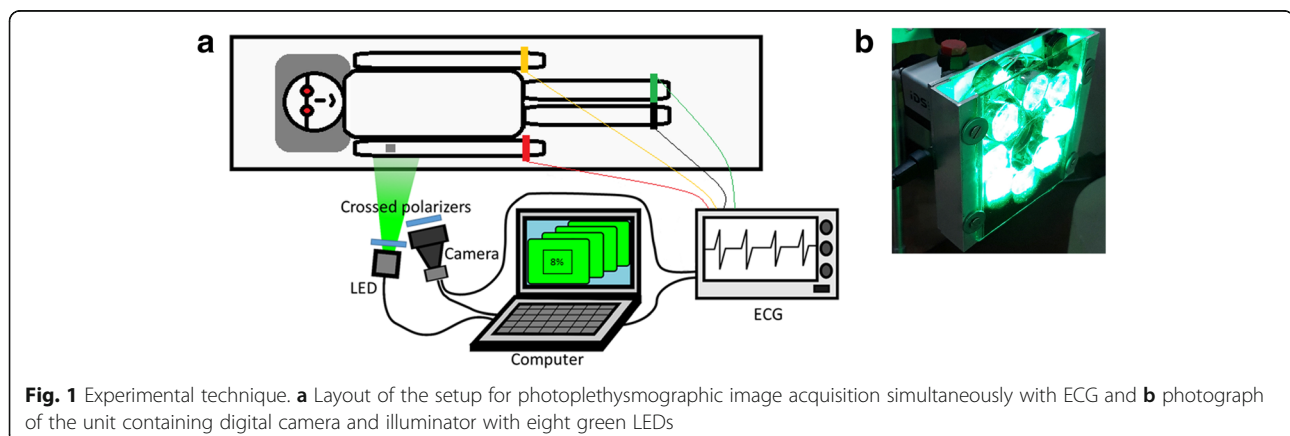 a
b
Crossed polarizers
Camera
LED
8%
Computer
ECG
iDS
Fig. 1 Experimental technique. a Layout of the setup for photoplethysmographic image acquisition simultaneously with ECG and b photograph
of the unit containing digital camera and illuminator with eight green LEDs